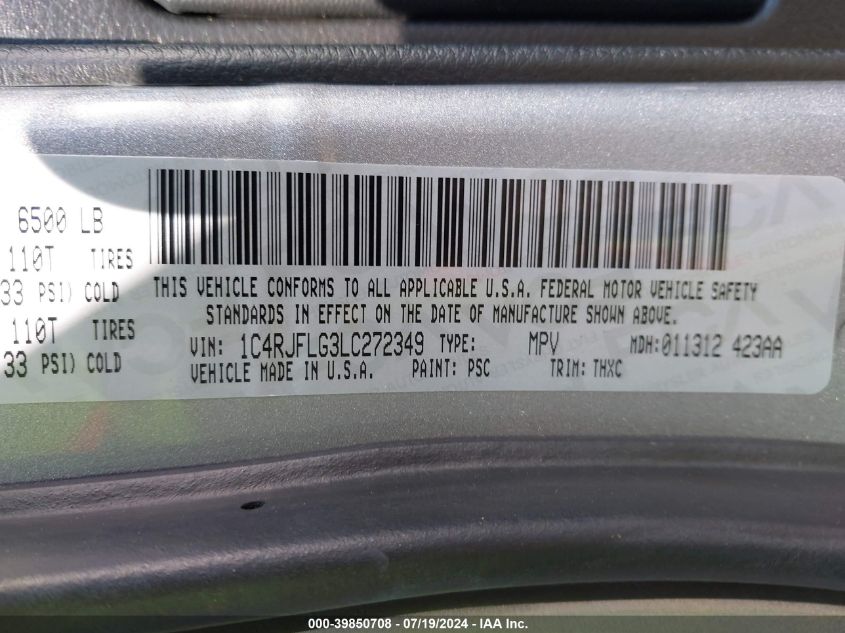 6500 LB
110T TIRES
33 PSI) COLD
110T TIRES
33 PSI) COLD
THIS VEHICLE CONFORMS TO ALL APPLICABLE U.S.A. FEDERAL MOTOR VEHICLE SAFETY
STANDARDS IN EFFECT ON THE DATE OF MANUFACTURE SHOWN ABOVE.
VIN: 1C4RJFLG3LC272349 TYPE: MPV MDH:011312 423AA
VEHICLE MADE IN U.S.A. PAINT: PSC TRIM: THXC
000-39850708 - 07/19/2024 - IAA Inc.